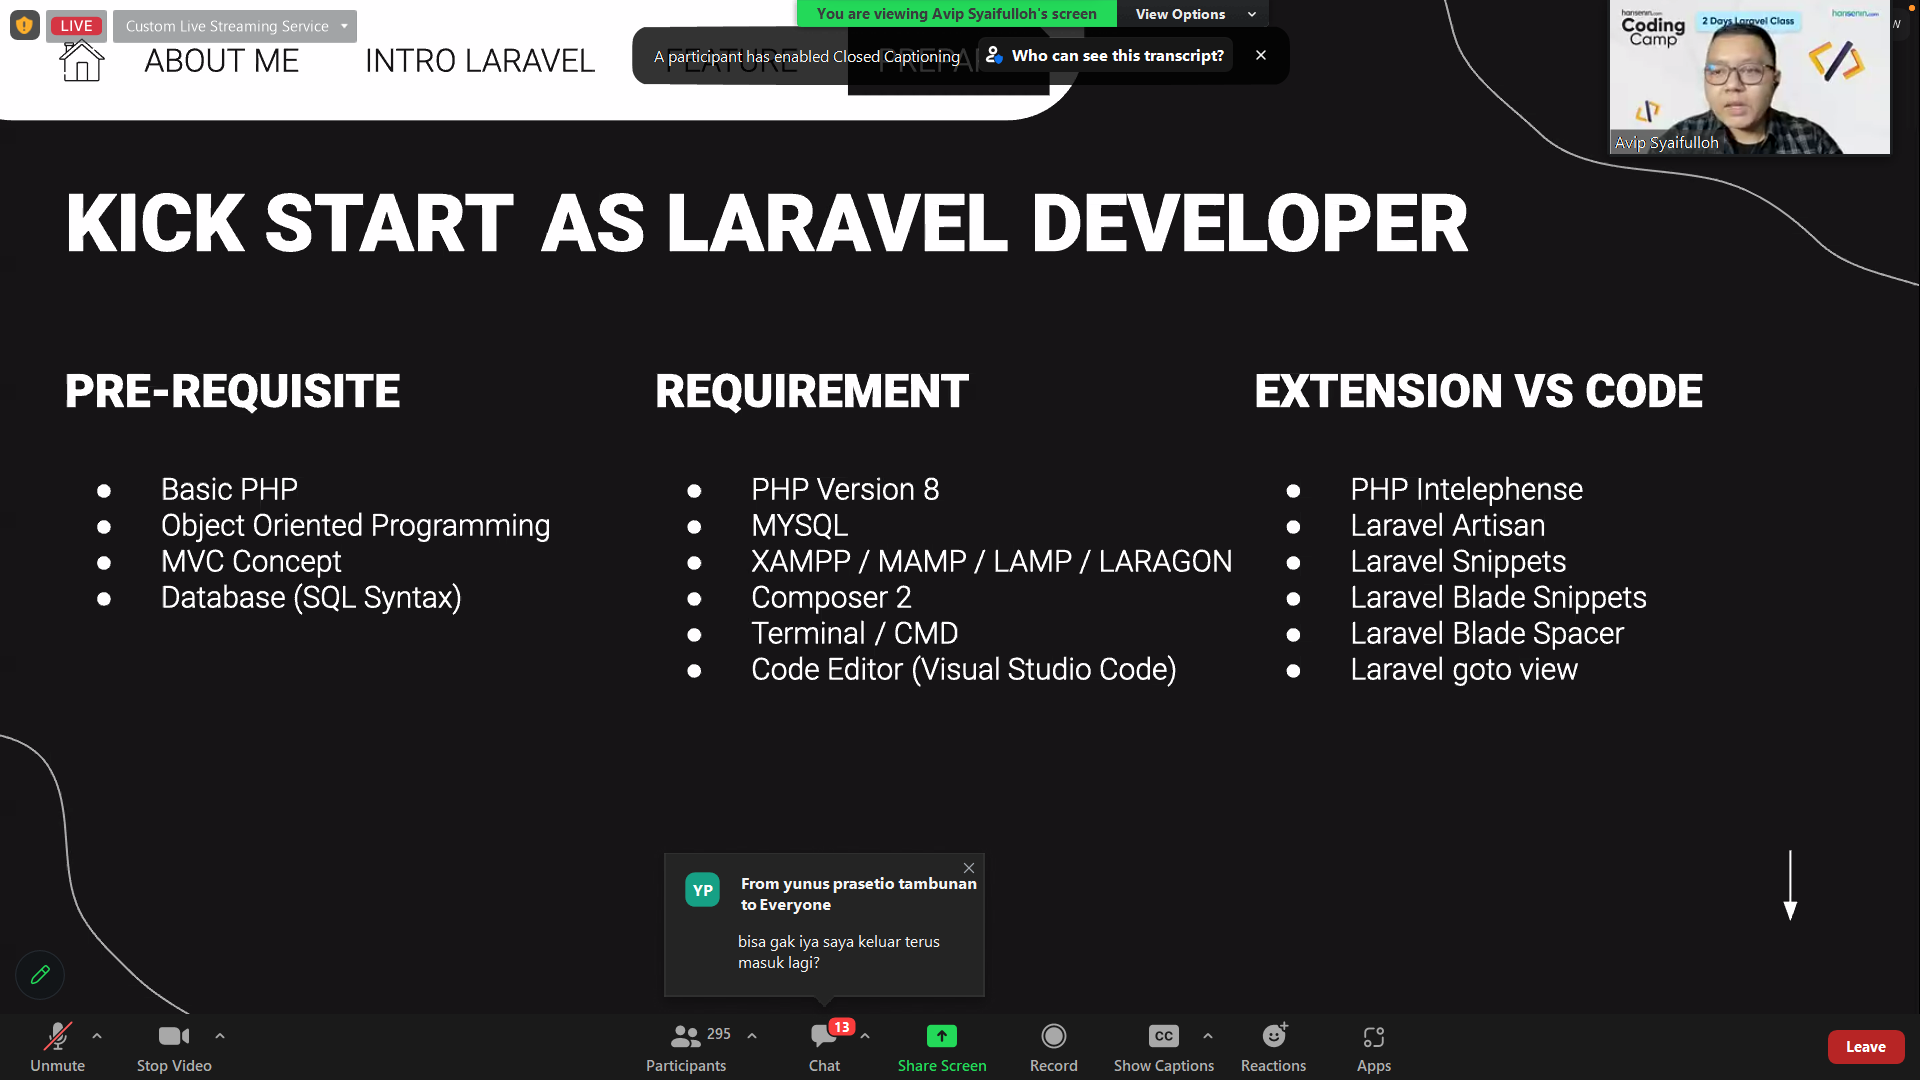 LIVE
Custom Live Streaming Service
You are viewing Avip Syaifulloh's screen
View Options
ABOUT ME
INTRO LARAVEL
FEATURE
A participant has enabled Closed Captioning
Who can see this transcript?
hansenin.com
Coding
Camp
2 Days Laravel Class
hansenin.com
Avip Syaifulloh
KICK START AS LARAVEL DEVELOPER
PRE-REQUISITE
● Basic PHP
● Object Oriented Programming
● MVC Concept
● Database (SQL Syntax)
REQUIREMENT
● PHP Version 8
● MYSQL
● XAMPP / MAMP / LAMP / LARAGON
● Composer 2
● Terminal / CMD
● Code Editor (Visual Studio Code)
EXTENSION VS CODE
● PHP Intelephense
● Laravel Artisan
● Laravel Snippets
● Laravel Blade Snippets
● Laravel Blade Spacer
● Laravel goto view
YP
From yunus prasetio tambunan
to Everyone
bisa gak iya saya keluar terus
masuk lagi?
Unmute
Stop Video
295
Participants
13
Chat
Share Screen
Record
CC
Show Captions
Reactions
Apps
Leave